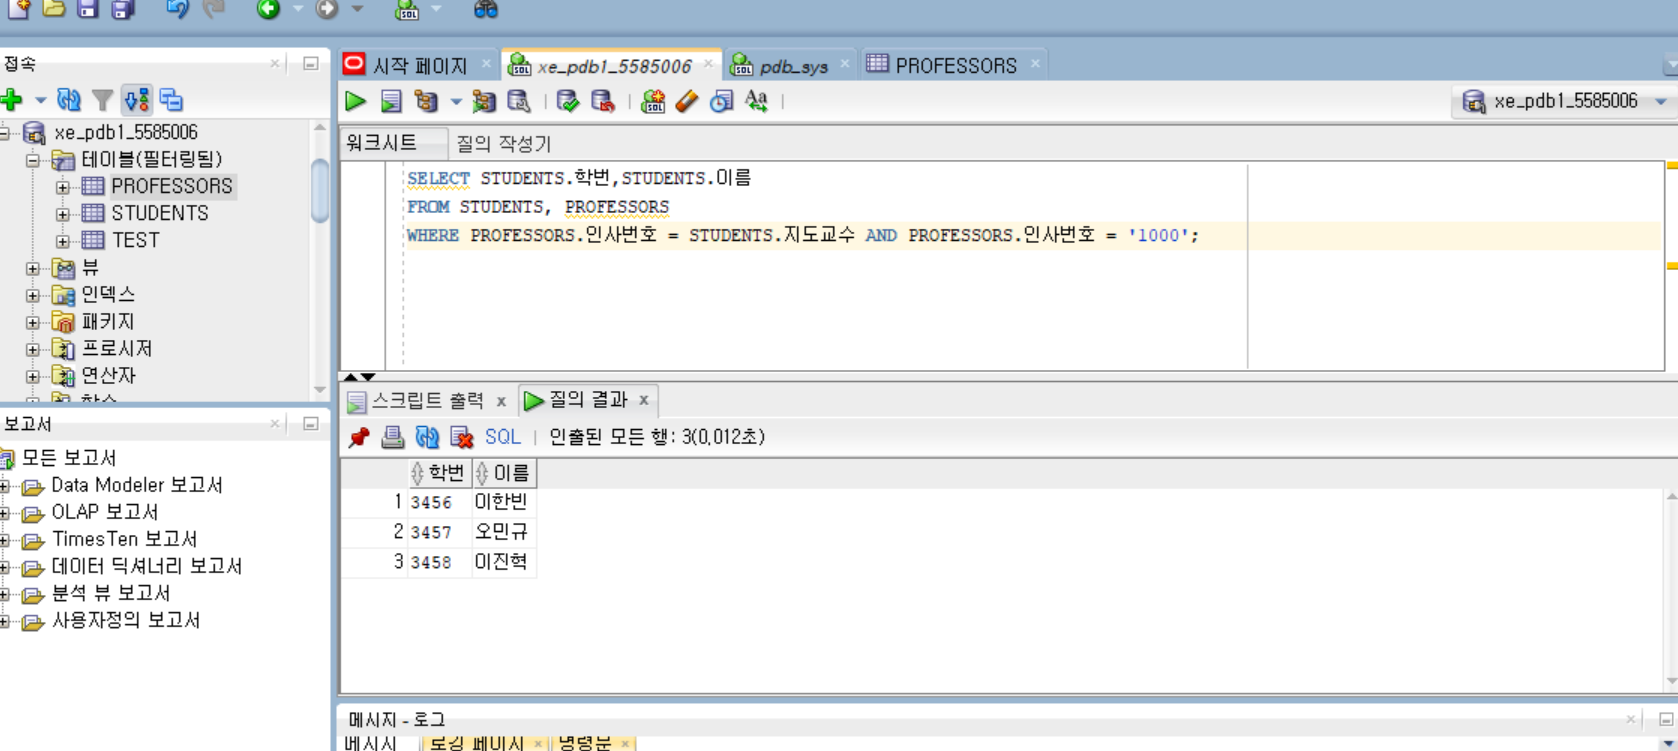 접속
xe_pdb1_5585006
테이블(필터링됨)
PROFESSORS
STUDENTS
TEST
뷰
인덱스
패키지
프로시저
연산자
함수
보고서
모든 보고서
Data Modeler 보고서
OLAP 보고서
TimesTen 보고서
데이터 딕셔너리 보고서
분석 뷰 보고서
사용자정의 보고서
시작 페이지 xe_pdb1_5585006 pdb_sys PROFESSORS
xe_pdb1_5585006
워크시트 질의 작성기
SELECT STUDENTS.학번,STUDENTS.이름
FROM STUDENTS, PROFESSORS
WHERE PROFESSORS.인사번호 = STUDENTS.지도교수 AND PROFESSORS.인사번호 = '1000';
스크립트 출력 x 질의 결과 x
SQL | 인출된 모든 행: 3(0,012초)
학번 이름
1 3456 이한빈
2 3457 오민규
3 3458 이진혁
메시지 - 로그
메시지 로깅 페이지 명령문